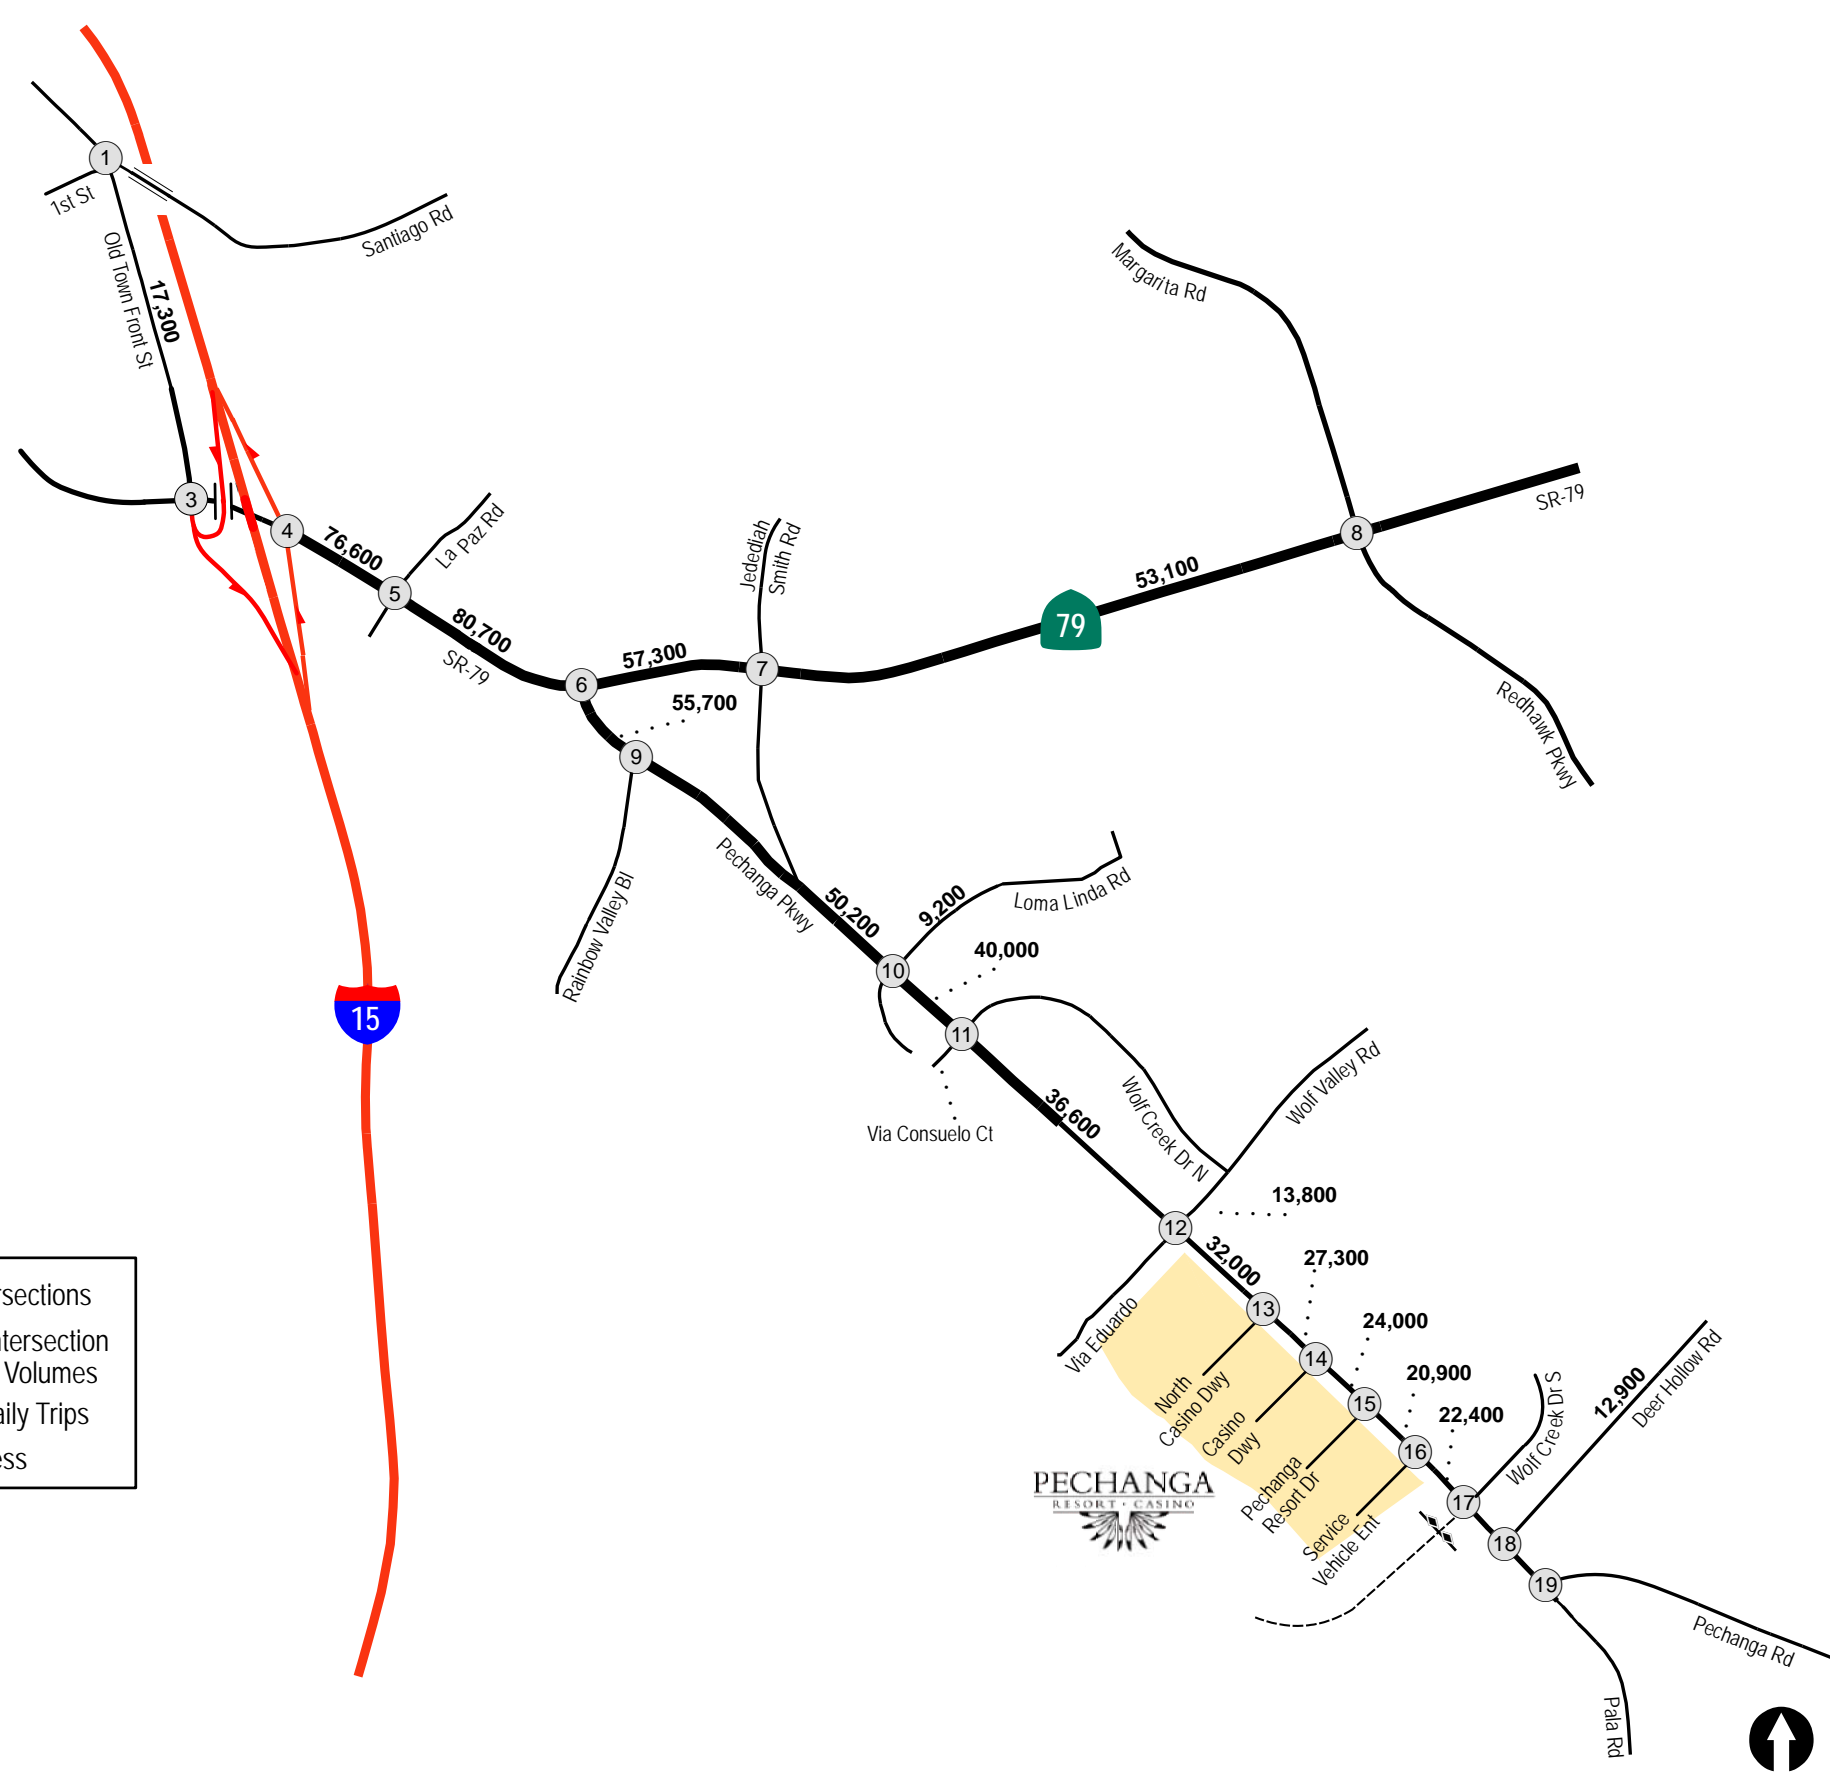 1
1st St
Santiago Rd
Old Town Front St
17,300
Margarita Rd
3
4
76,600
La Paz Rd
5
80,700
SR-79
Jedediah
Smith Rd
6
57,300
7
55,700
53,100
79
8
SR-79
Redhawk Pkwy
9
Rainbow Valley Bl
Pechanga Pkwy
50,200
9,200
Loma Linda Rd
10
40,000
15
11
Via Consuelo Ct
36,600
Wolf Creek Dr N
Wolf Valley Rd
12
13,800
32,000
27,300
Via Eduardo
13
24,000
14
20,900
15
22,400
16
North
Casino Dwy
Casino
Dwy
Pechanga
Resort Dr
Service
Vehicle Ent
Wolf Creek Dr S
12,900
Deer Hollow Rd
17
18
19
Pechanga Rd
Pala Rd
PECHANGA
RESORT · CASINO
rsections
ntersection
Volumes
aily Trips
ess